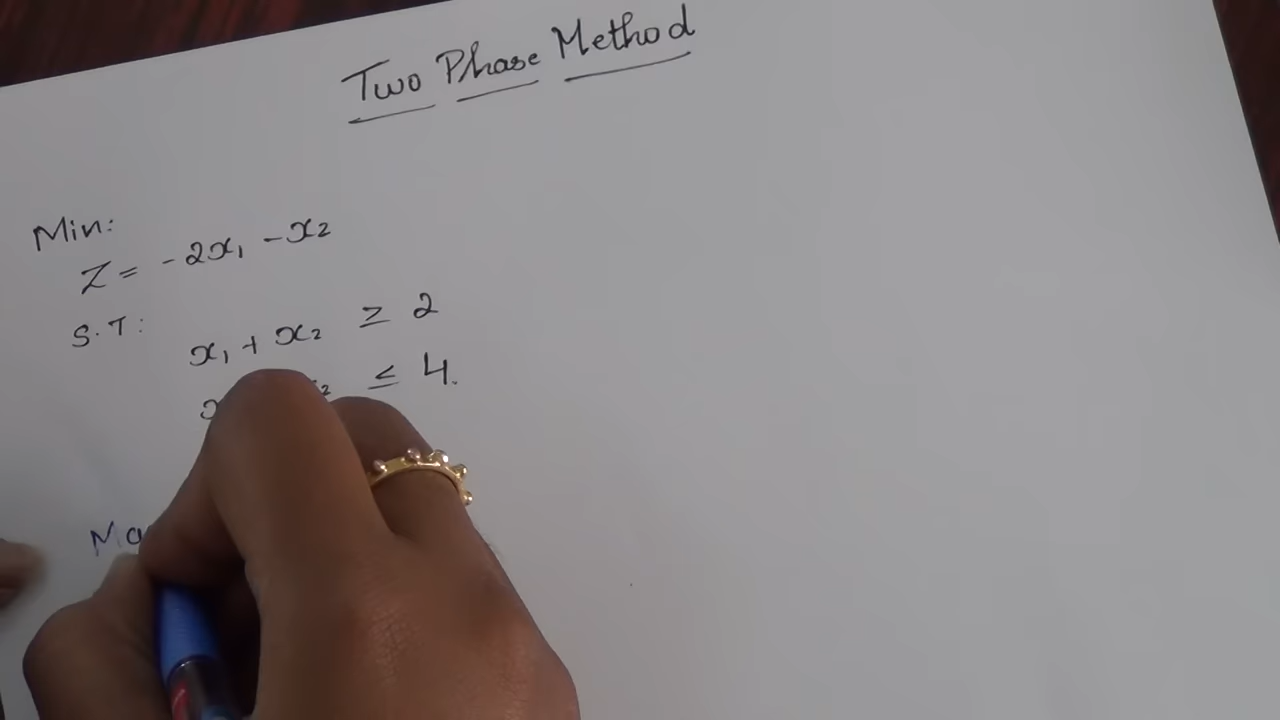 Two Phase Method
Min:
Z = -2x₁ - x₂
S.T:
x₁ + x₂ ≥ 2
≤ 4.